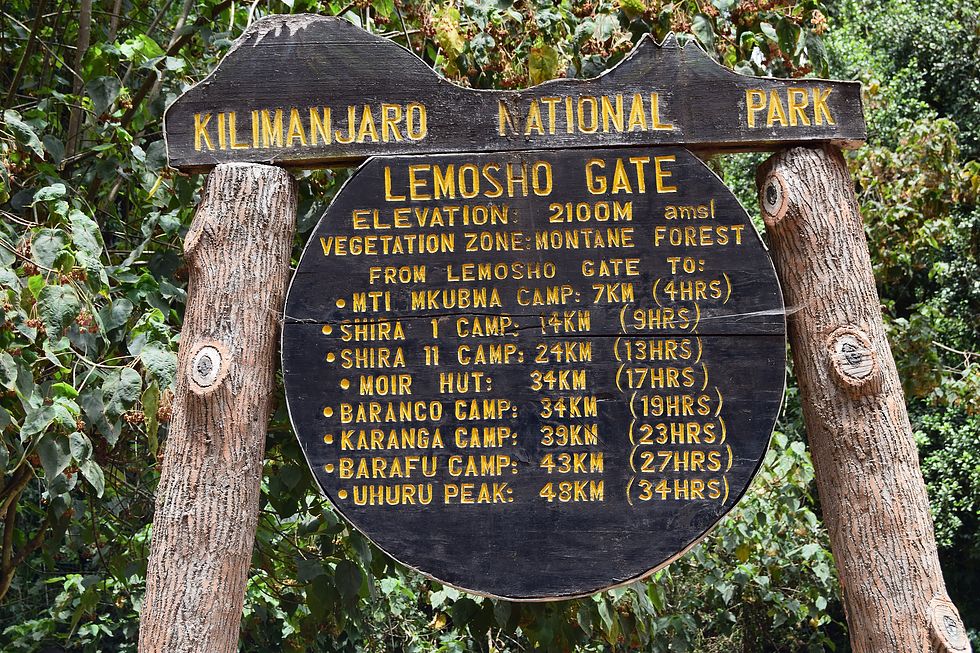 KILIMANJARO NATIONAL PARK
LEMOSHO GATE
ELEVATION: 2100M amsl
VEGETATION ZONE: MONTANE FOREST
FROM LEMOSHO GATE TO:
• MTI MKUBWA CAMP: 7KM (4HRS)
• SHIRA 1 CAMP: 14KM (9HRS)
• SHIRA 11 CAMP: 24KM (13HRS)
• MOIR HUT: 34KM (17HRS)
• BARANCO CAMP: 34KM (19HRS)
• KARANGA CAMP: 39KM (23HRS)
• BARAFU CAMP: 43KM (27HRS)
• UHURU PEAK: 48KM (34HRS)